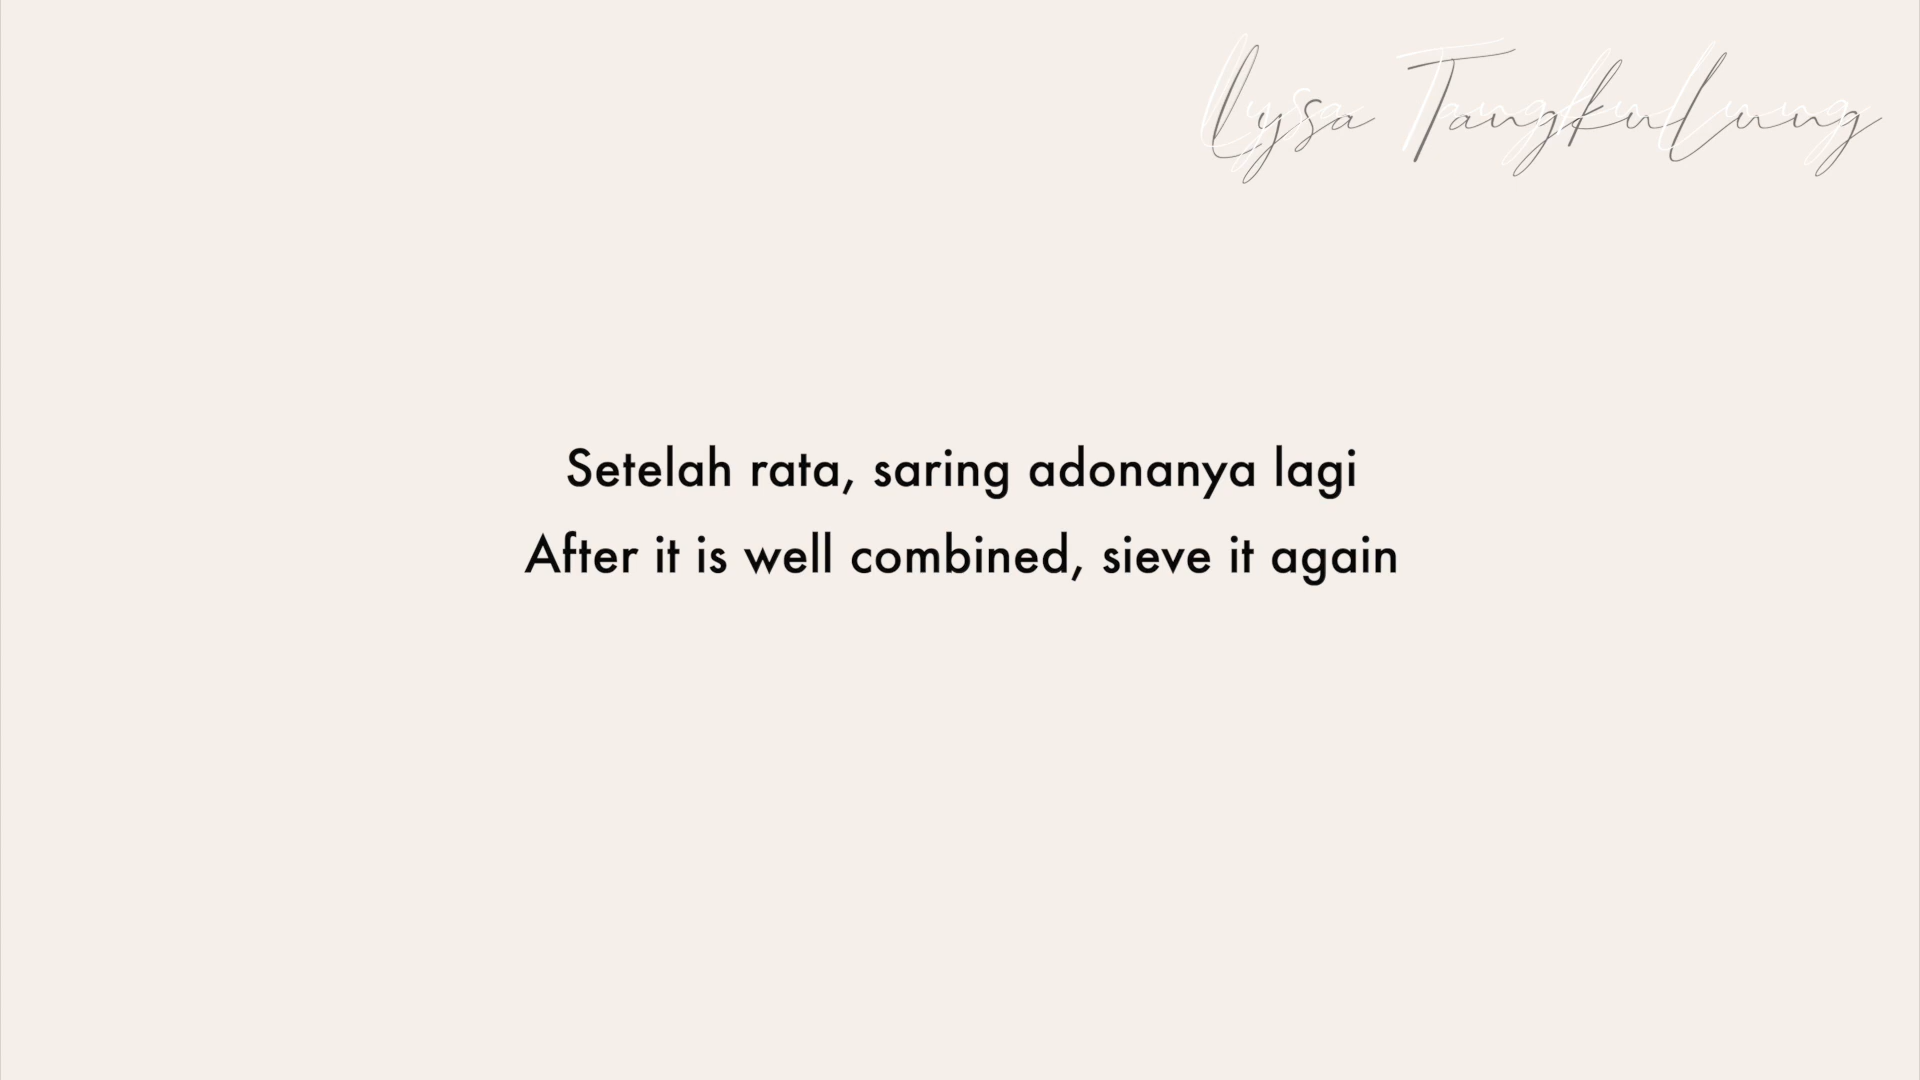 Lysa Tangkulung
Setelah rata, saring adonanya lagi
After it is well combined, sieve it again